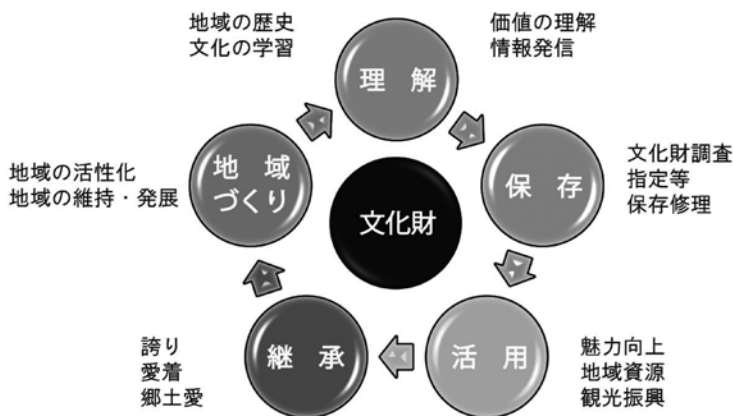 地域の歴史
文化の学習
価値の理解
情報発信
理　解
地域の活性化
地域の維持・発展
地　域
づくり
文化財
保　存
文化財調査
指定等
保存修理
誇り
愛着
郷土愛
継　承
活　用
魅力向上
地域資源
観光振興